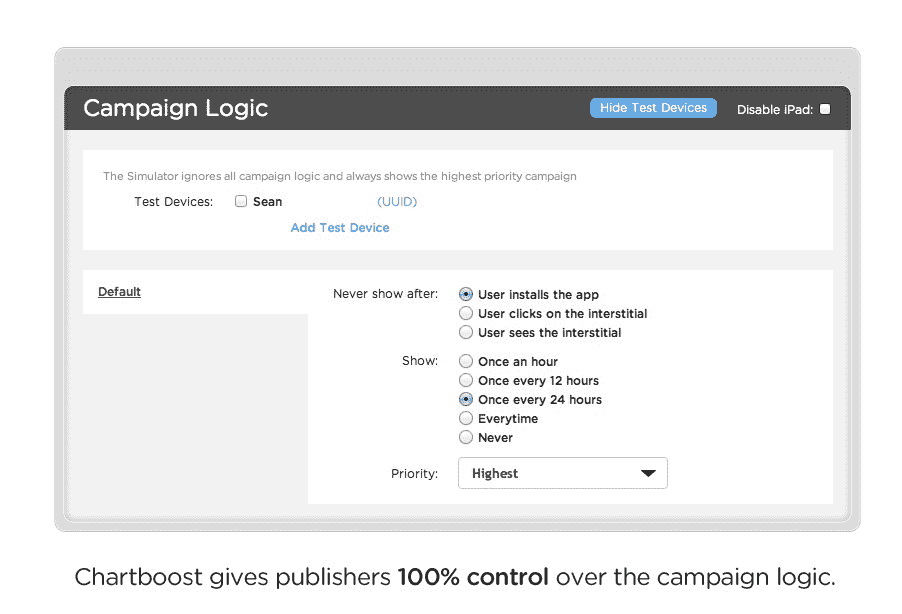 Campaign Logic
Hide Test Devices
Disable iPad:
The Simulator ignores all campaign logic and always shows the highest priority campaign
Test Devices: Sean (UUID)
Add Test Device
Default
Never show after: User installs the app
User clicks on the interstitial
User sees the interstitial
Show: Once an hour
Once every 12 hours
Once every 24 hours
Everytime
Never
Priority: Highest
Chartboost gives publishers 100% control over the campaign logic.